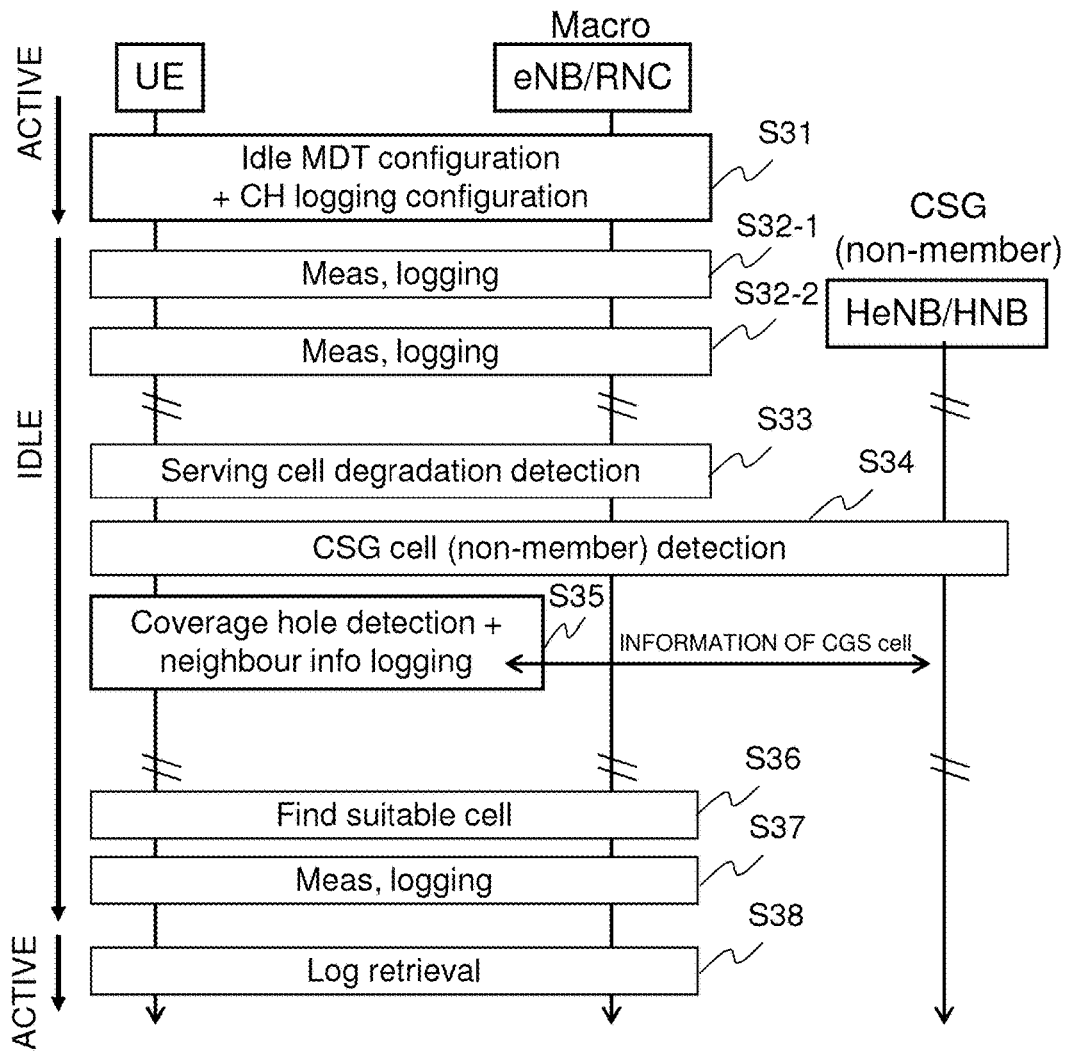 Macro
ACTIVE
UE
eNB/RNC
S31
Idle MDT configuration
+ CH logging configuration
CSG
(non-member)
HeNB/HNB
S32-1
Meas, logging
S32-2
Meas, logging
IDLE
S33
Serving cell degradation detection
S34
CSG cell (non-member) detection
S35
Coverage hole detection +
neighbour info logging
INFORMATION OF CGS cell
S36
Find suitable cell
S37
Meas, logging
S38
Log retrieval
ACTIVE